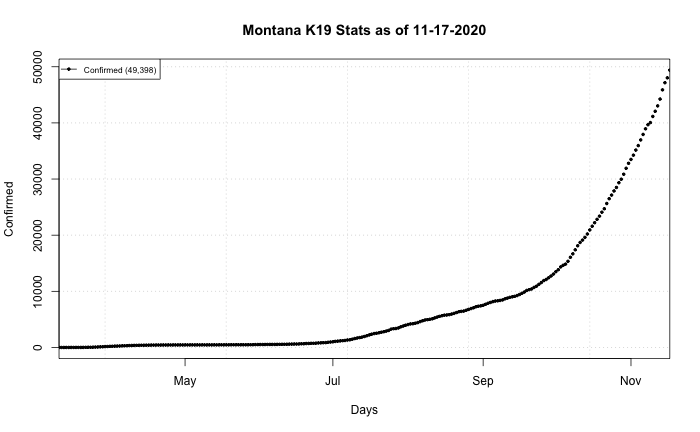 Montana K19 Stats as of 11-17-2020
Confirmed (49,398)
50000
40000
30000
20000
10000
0
Confirmed
May Jul Sep Nov
Days